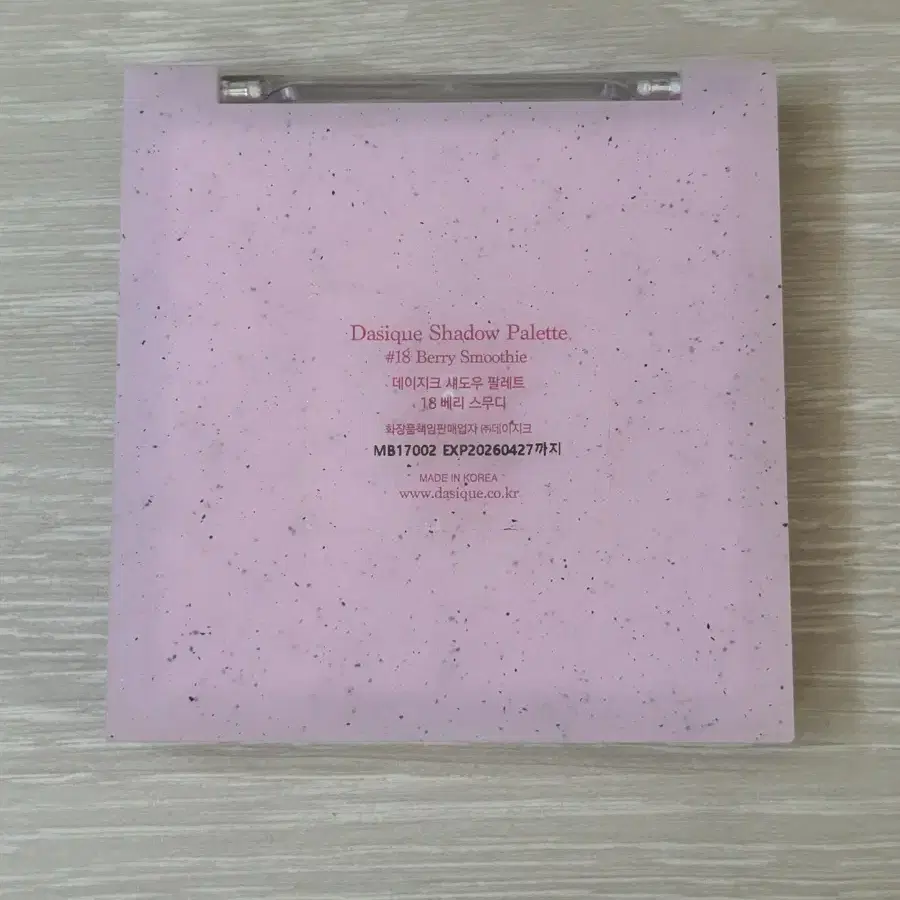 Dasique Shadow Palette
#18 Berry Smoothie
데이지크 섀도우 팔레트
18 베리 스무디
화장품책임판매업자 ㈜데이지크
MB17002 EXP20260427까지
MADE IN KOREA
www.dasique.co.kr